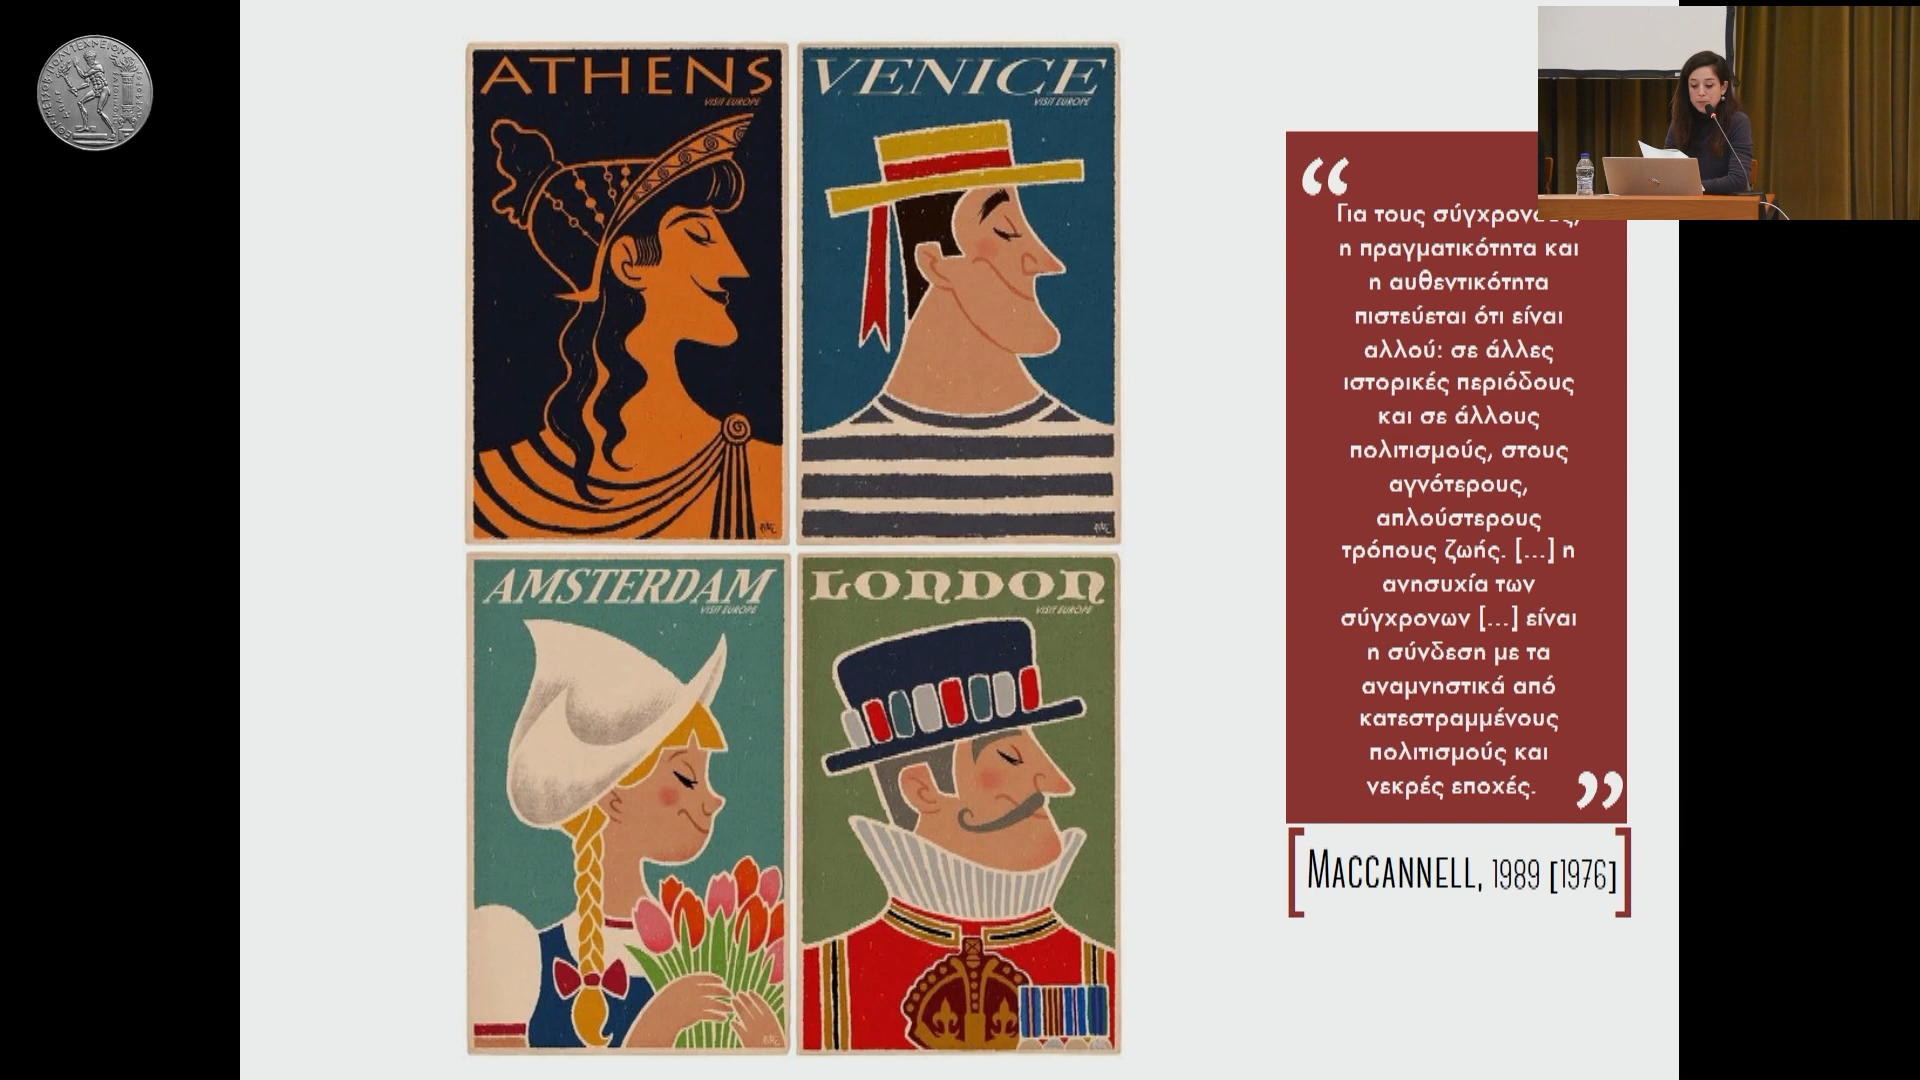 ATHENS
VISIT EUROPE
VENICE
VISIT EUROPE
AMSTERDAM
VISIT EUROPE
LONDON
VISIT EUROPE
“
Για τους
η πραγματικότητα και
η αυθεντικότητα
πιστεύεται ότι είναι
αλλού: σε άλλες
ιστορικές περιόδους
και σε άλλους
πολιτισμούς, στους
αγνότερους,
απλούστερους
τρόπους ζωής. [...] η
ανησυχία των
σύγχρονων [...] είναι
η σύνδεση με τα
αναμνηστικά από
κατεστραμμένους
πολιτισμούς και
νεκρές εποχές.
”
[MACCANNELL, 1989 [1976]]